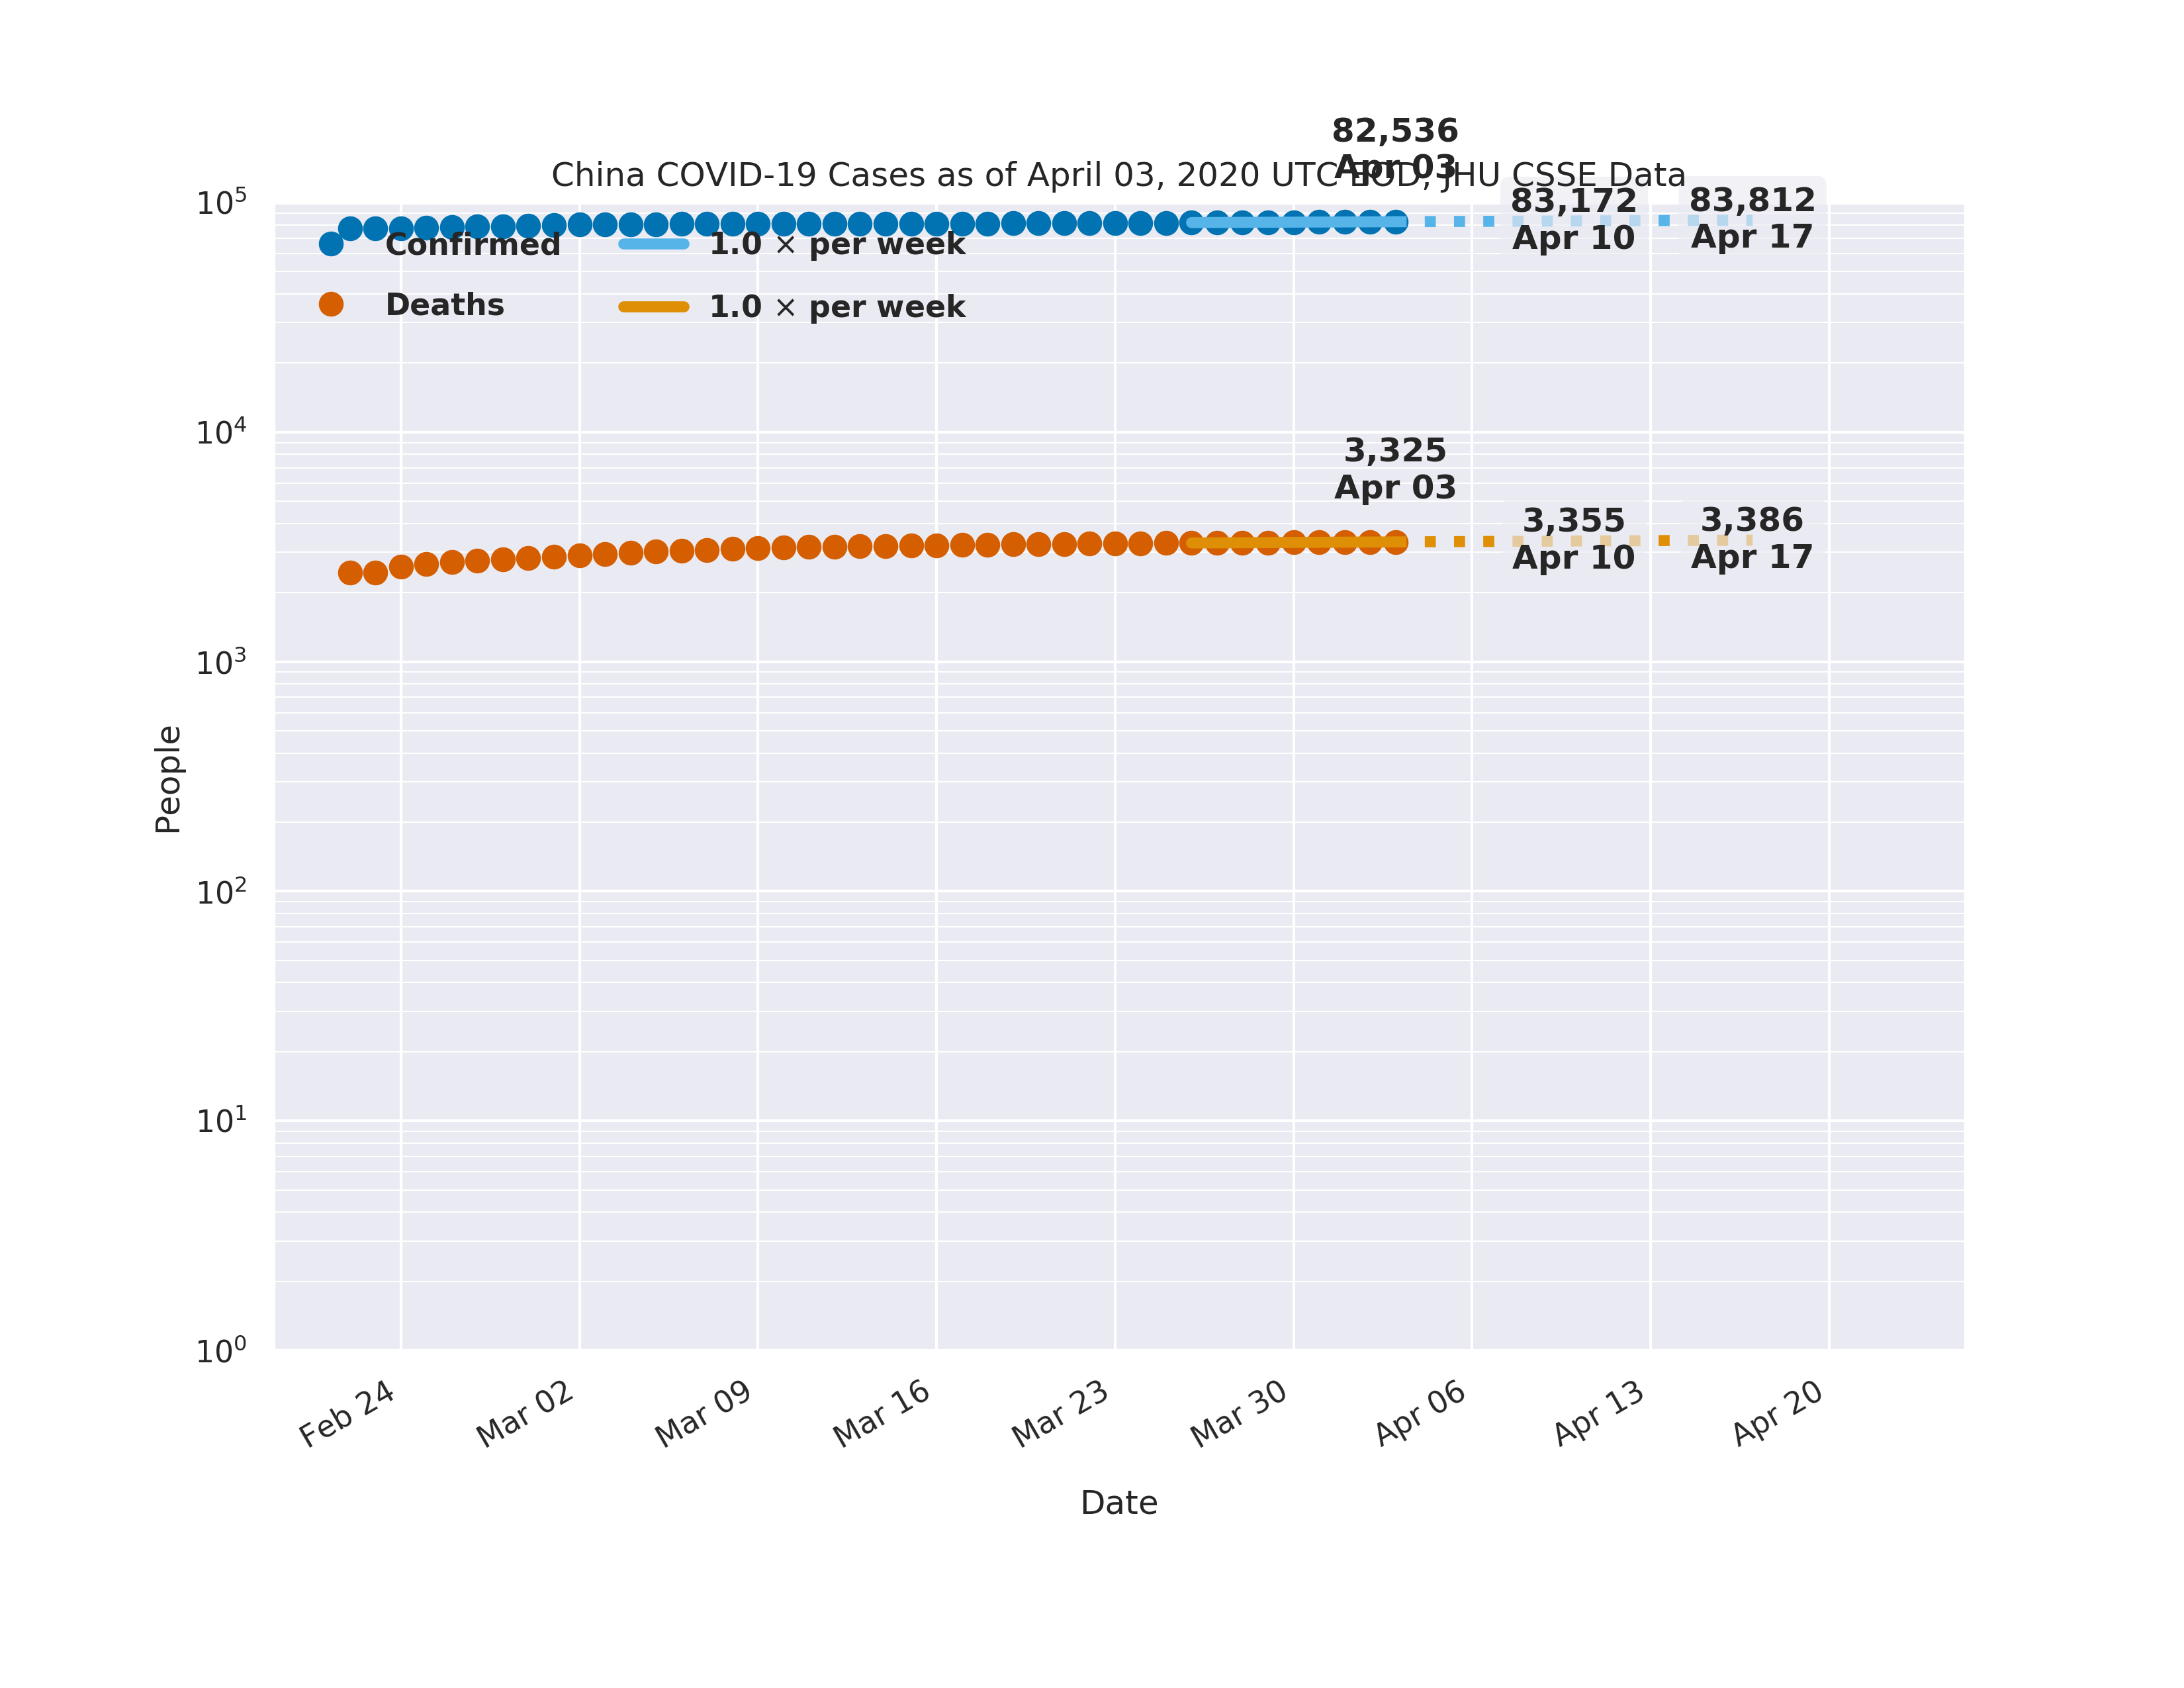 82,536
Apr 03
China COVID-19 Cases as of April 03, 2020 UTC EOD, JHU CSSE Data
83,172
Apr 10
83,812
Apr 17
Confirmed
1.0 × per week
Deaths
1.0 × per week
3,325
Apr 03
3,355
Apr 10
3,386
Apr 17
10⁵
10⁴
10³
10²
10¹
10⁰
People
Feb 24
Mar 02
Mar 09
Mar 16
Mar 23
Mar 30
Apr 06
Apr 13
Apr 20
Date